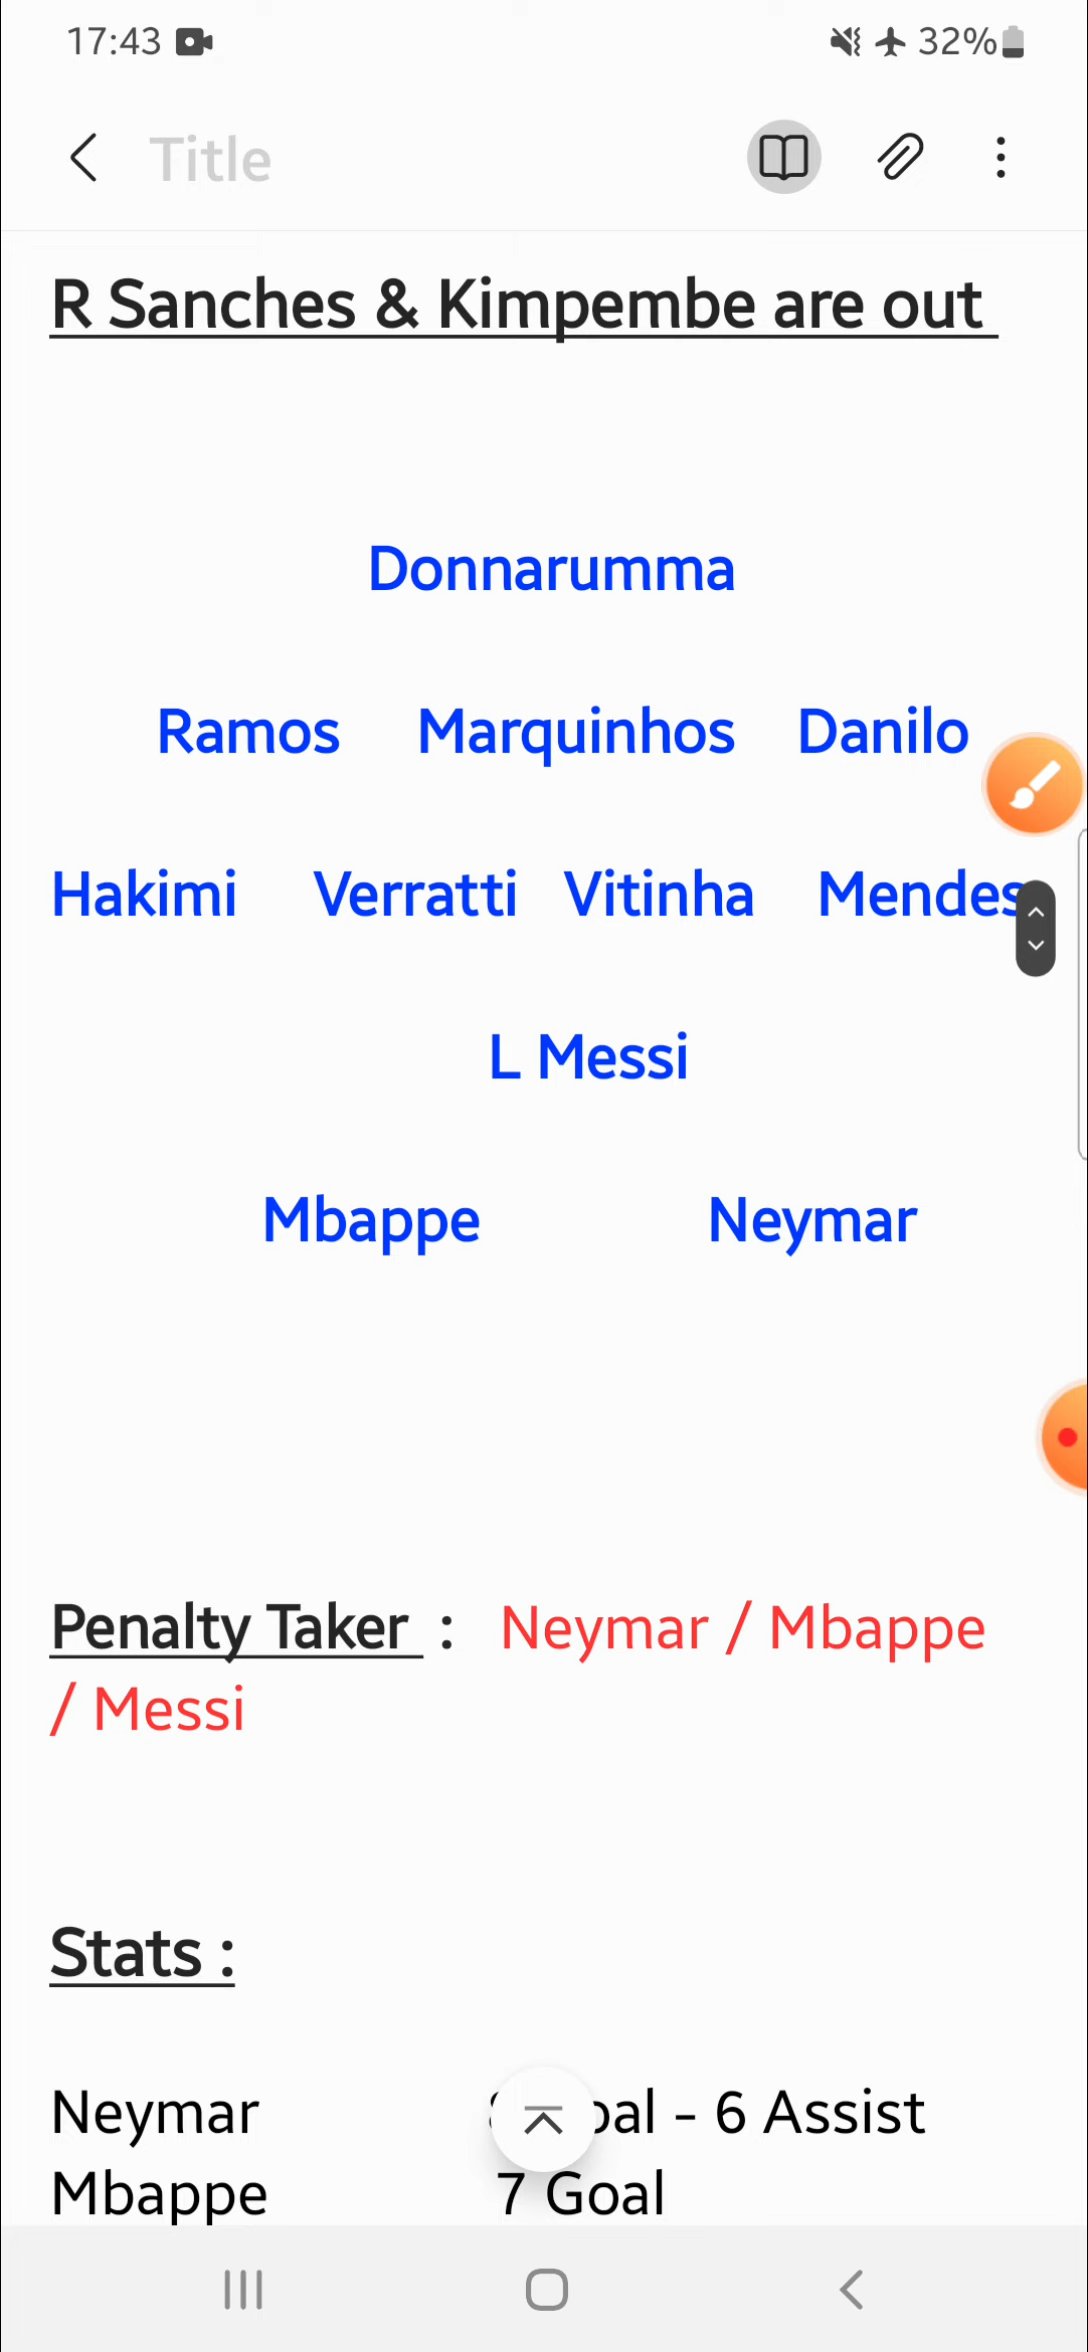 17:43 32%
Title
R Sanches & Kimpembe are out
Donnarumma
Ramos Marquinhos Danilo
Hakimi Verratti Vitinha Mendes
L Messi
Mbappe Neymar
Penalty Taker : Neymar / Mbappe
/ Messi
Stats :
Neymar - 6 Assist
Mbappe 7 Goal